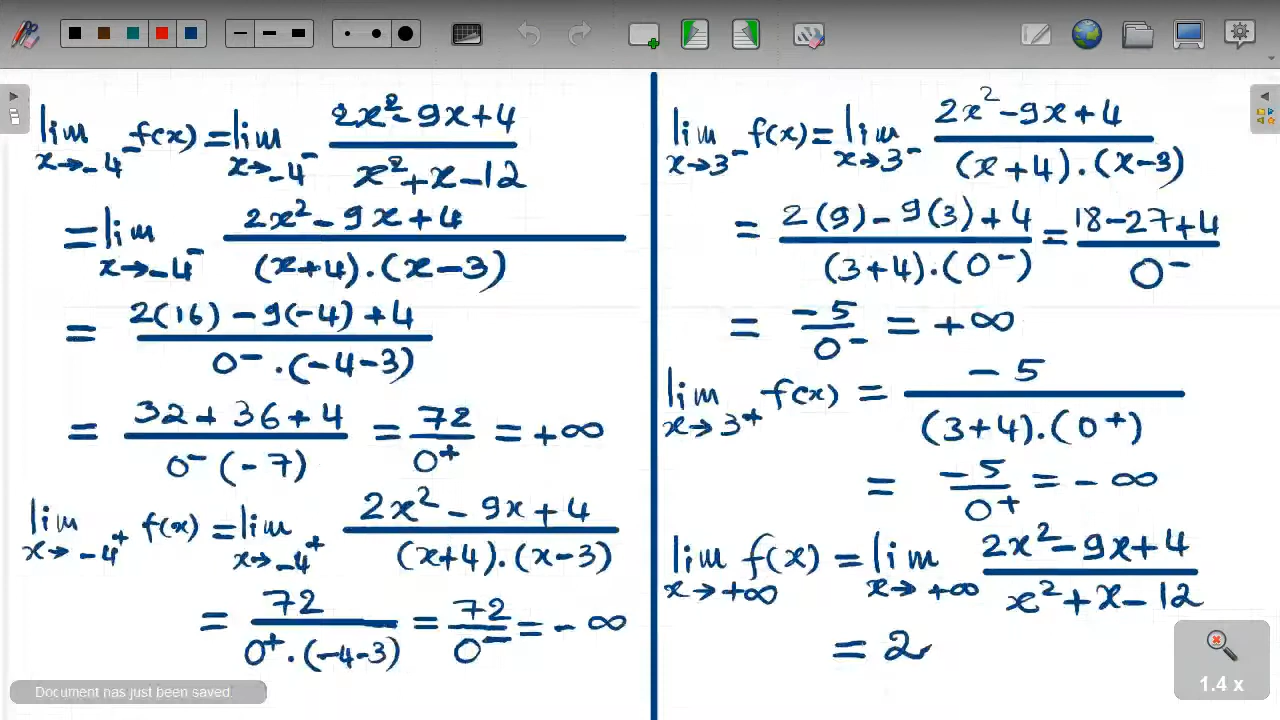 lim x→-4⁻ f(x) = lim x→-4⁻ (2x² - 9x + 4)/(x² + x - 12)
= lim x→-4⁻ (2x² - 9x + 4)/((x+4).(x-3))
= (2(16) - 9(-4) + 4)/(0⁻ .(-4-3))
= (32 + 36 + 4)/(0⁻ (-7)) = 72/0⁺ = +∞
lim x→-4⁺ f(x) = lim x→-4⁺ (2x² - 9x + 4)/((x+4).(x-3))
= 72/(0⁺ .(-4-3)) = 72/0⁻ = -∞
lim x→3⁻ f(x) = lim x→3⁻ (2x² - 9x + 4)/((x+4).(x-3))
= (2(9) - 9(3) + 4)/((3+4).(0⁻)) = (18 - 27 + 4)/0⁻
= -5/0⁻ = +∞
lim x→3⁺ f(x) = -5/((3+4).(0⁺))
= -5/0⁺ = -∞
lim x→+∞ f(x) = lim x→+∞ (2x² - 9x + 4)/(x² + x - 12)
= 2
Document has just been saved.
1.4 x